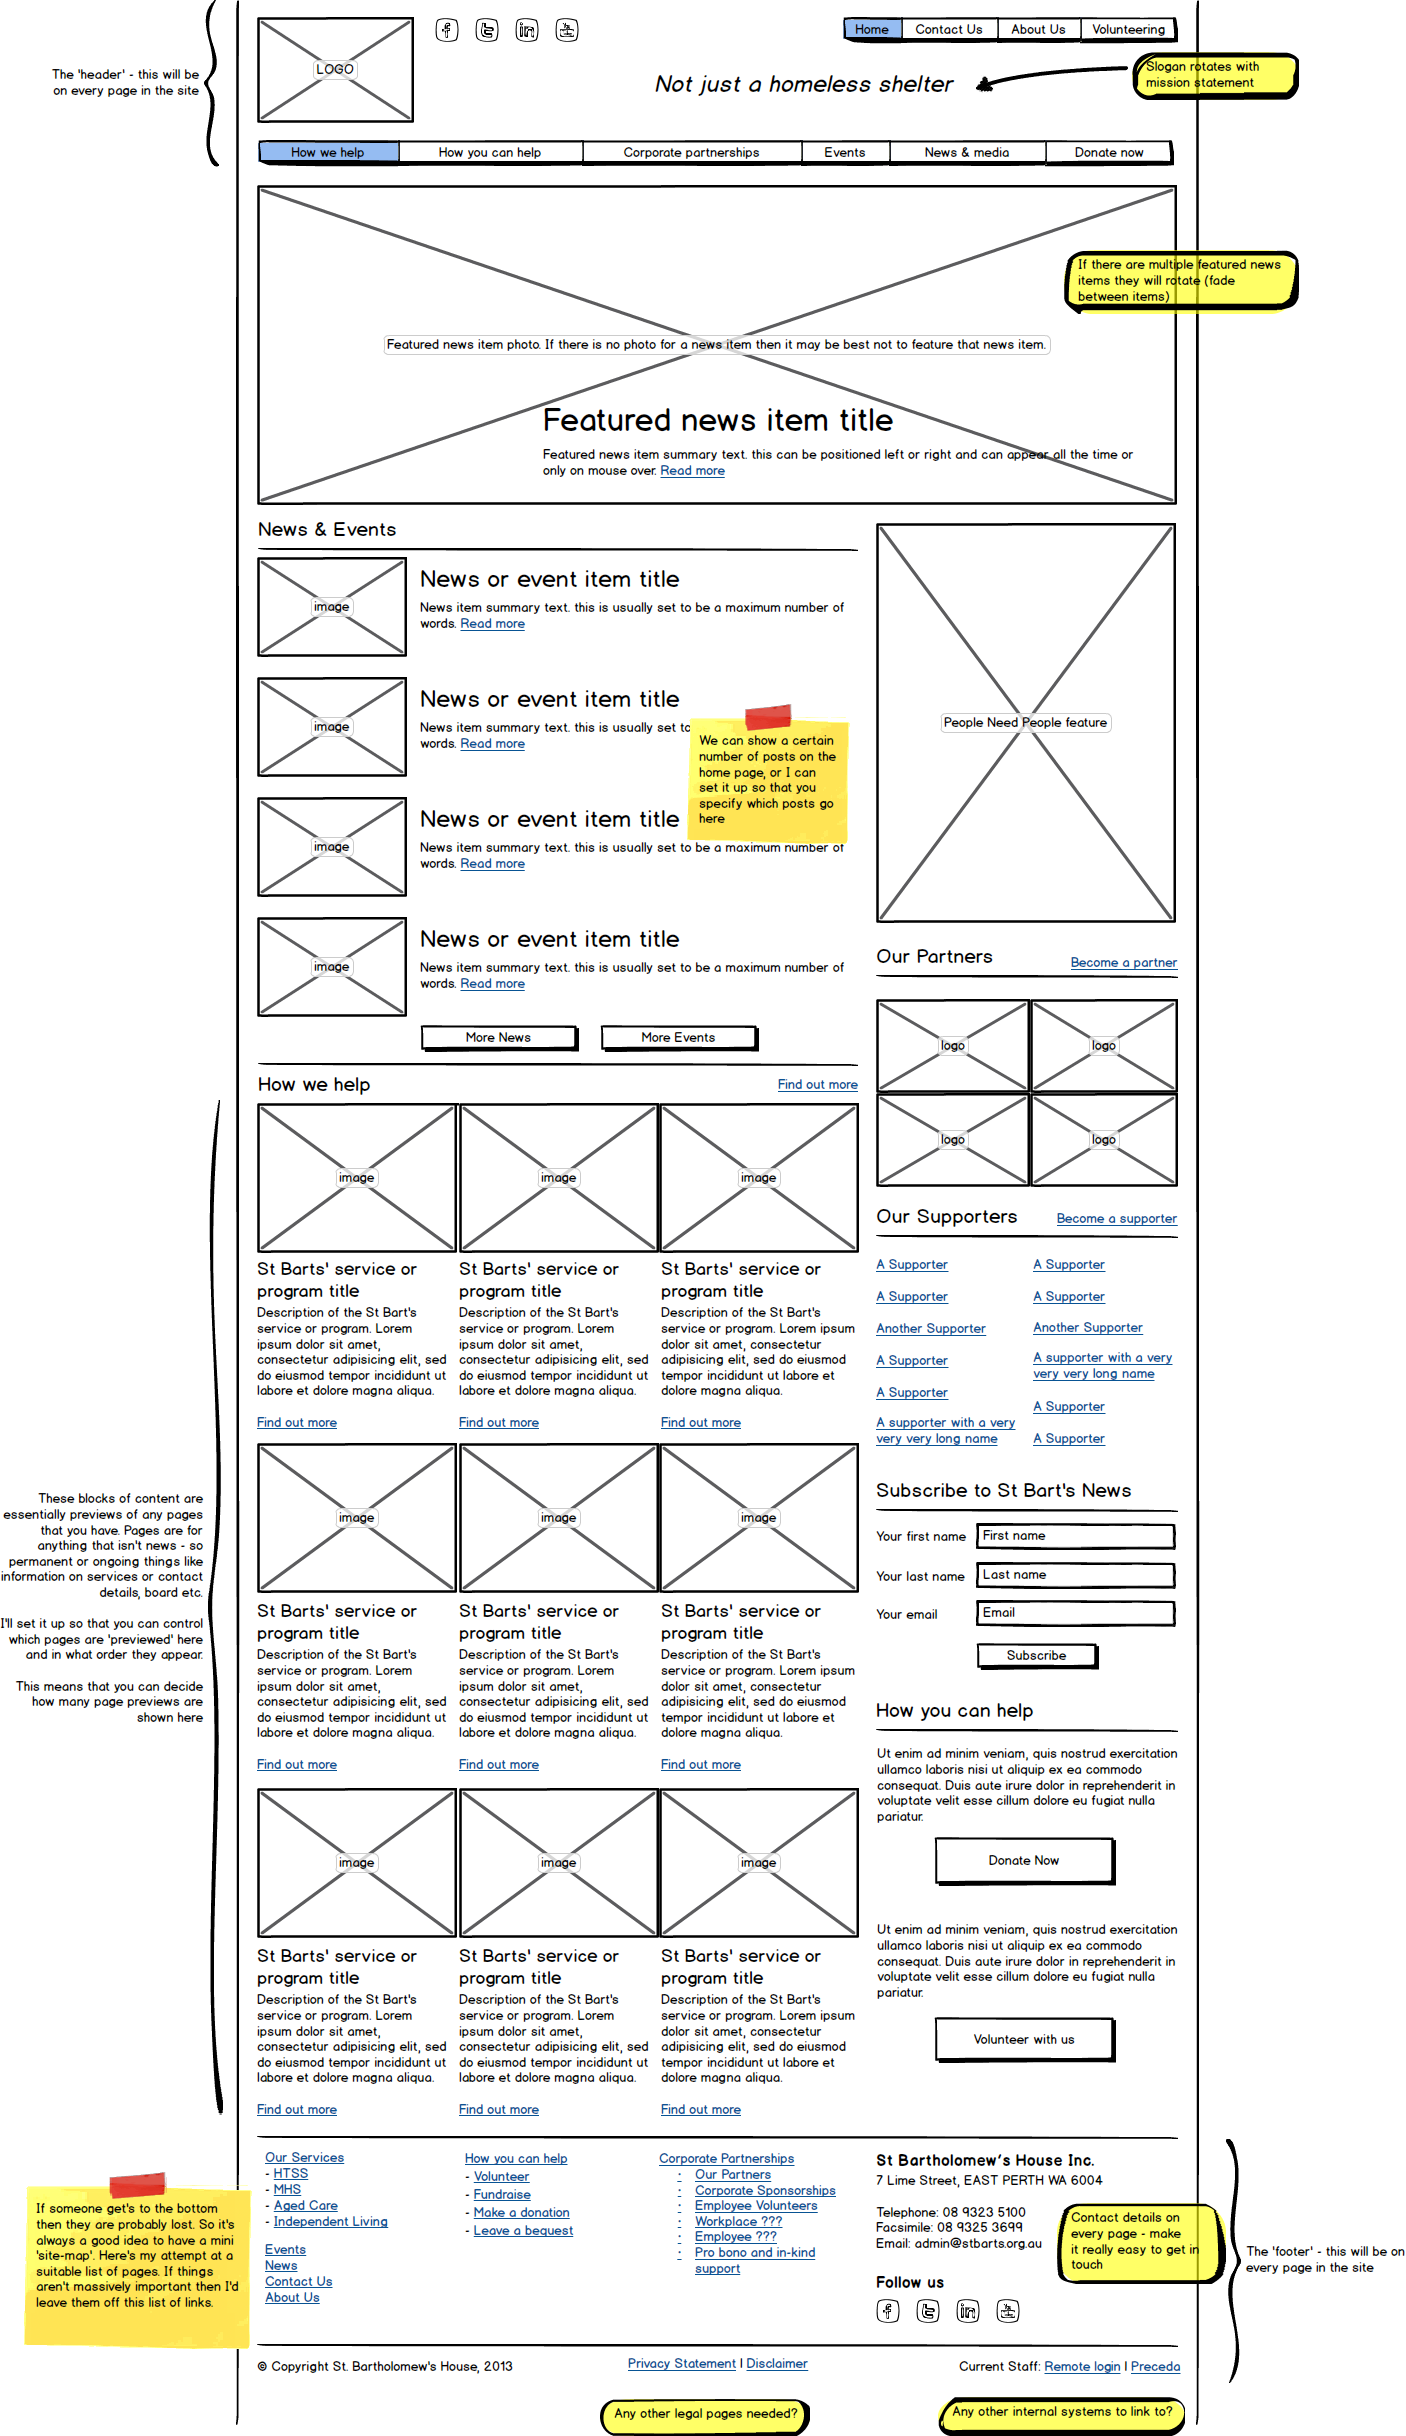 The 'header' - this will be
on every page in the site
LOGO
Home
Contact Us
About Us
Volunteering
Not just a homeless shelter
Slogan rotates with
mission statement
How we help
How you can help
Corporate partnerships
Events
News & media
Donate now
If there are multiple featured news
items they will rotate (fade
between items)
Featured news item photo. If there is no photo for a news item then it may be best not to feature that news item.
Featured news item title
Featured news item summary text. this can be positioned left or right and can appear all the time or
only on mouse over. Read more
News & Events
image
News or event item title
News item summary text. this is usually set to be a maximum number of
words. Read more
image
News or event item title
News item summary text. this is usually set to
words. Read more
We can show a certain
number of posts on the
home page, or I can
set it up so that you
specify which posts go
here
image
News or event item title
News item summary text. this is usually set to be a maximum number of
words. Read more
image
News or event item title
News item summary text. this is usually set to be a maximum number of
words. Read more
More News
More Events
People Need People feature
Our Partners
Become a partner
logo
logo
logo
logo
Our Supporters
Become a supporter
A Supporter
A Supporter
Another Supporter
A Supporter
A Supporter
A supporter with a very
very very long name
A Supporter
A Supporter
Another Supporter
A supporter with a very
very very long name
A Supporter
A Supporter
Subscribe to St Bart's News
Your first name
First name
Your last name
Last name
Your email
Email
Subscribe
How you can help
Ut enim ad minim veniam, quis nostrud exercitation
ullamco laboris nisi ut aliquip ex ea commodo
consequat. Duis aute irure dolor in reprehenderit in
voluptate velit esse cillum dolore eu fugiat nulla
pariatur.
Donate Now
Ut enim ad minim veniam, quis nostrud exercitation
ullamco laboris nisi ut aliquip ex ea commodo
consequat. Duis aute irure dolor in reprehenderit in
voluptate velit esse cillum dolore eu fugiat nulla
pariatur.
Volunteer with us
How we help
Find out more
image
image
image
St Barts' service or
program title
Description of the St Bart's
service or program. Lorem
ipsum dolor sit amet,
consectetur adipisicing elit, sed
do eiusmod tempor incididunt ut
labore et dolore magna aliqua.
Find out more
St Barts' service or
program title
Description of the St Bart's
service or program. Lorem
ipsum dolor sit amet,
consectetur adipisicing elit, sed
do eiusmod tempor incididunt ut
labore et dolore magna aliqua.
Find out more
St Barts' service or
program title
Description of the St Bart's
service or program. Lorem ipsum
dolor sit amet, consectetur
adipisicing elit, sed do eiusmod
tempor incididunt ut labore et
dolore magna aliqua.
Find out more
These blocks of content are
essentially previews of any pages
that you have. Pages are for
anything that isn't news - so
permanent or ongoing things like
information on services or contact
details, board etc.
I'll set it up so that you can control
which pages are 'previewed' here
and in what order they appear.
This means that you can decide
how many page previews are
shown here
image
image
image
St Barts' service or
program title
Description of the St Bart's
service or program. Lorem
ipsum dolor sit amet,
consectetur adipisicing elit, sed
do eiusmod tempor incididunt ut
labore et dolore magna aliqua.
Find out more
St Barts' service or
program title
Description of the St Bart's
service or program. Lorem
ipsum dolor sit amet,
consectetur adipisicing elit, sed
do eiusmod tempor incididunt ut
labore et dolore magna aliqua.
Find out more
St Barts' service or
program title
Description of the St Bart's
service or program. Lorem ipsum
dolor sit amet, consectetur
adipisicing elit, sed do eiusmod
tempor incididunt ut labore et
dolore magna aliqua.
Find out more
image
image
image
St Barts' service or
program title
Description of the St Bart's
service or program. Lorem
ipsum dolor sit amet,
consectetur adipisicing elit, sed
do eiusmod tempor incididunt ut
labore et dolore magna aliqua.
Find out more
St Barts' service or
program title
Description of the St Bart's
service or program. Lorem
ipsum dolor sit amet,
consectetur adipisicing elit, sed
do eiusmod tempor incididunt ut
labore et dolore magna aliqua.
Find out more
St Barts' service or
program title
Description of the St Bart's
service or program. Lorem ipsum
dolor sit amet, consectetur
adipisicing elit, sed do eiusmod
tempor incididunt ut labore et
dolore magna aliqua.
Find out more
If someone get's to the bottom
then they are probably lost. So it's
always a good idea to have a mini
'site-map'. Here's my attempt at a
suitable list of pages. If things
aren't massively important then I'd
leave them off this list of links.
Our Services
- HTSS
- MHS
- Aged Care
- Independent Living
Events
News
Contact Us
About Us
How you can help
- Volunteer
- Fundraise
- Make a donation
- Leave a bequest
Corporate Partnerships
· Our Partners
· Corporate Sponsorships
· Employee Volunteers
· Workplace ???
· Employee ???
· Pro bono and in-kind
support
St Bartholomew's House Inc.
7 Lime Street, EAST PERTH WA 6004
Telephone: 08 9323 5100
Facsimile: 08 9325 3699
Email: admin@stbarts.org.au
Follow us
Contact details on
every page - make
it really easy to get in
touch
The 'footer' - this will be on
every page in the site
© Copyright St. Bartholomew's House, 2013
Privacy Statement | Disclaimer
Current Staff: Remote login | Preceda
Any other legal pages needed?
Any other internal systems to link to?